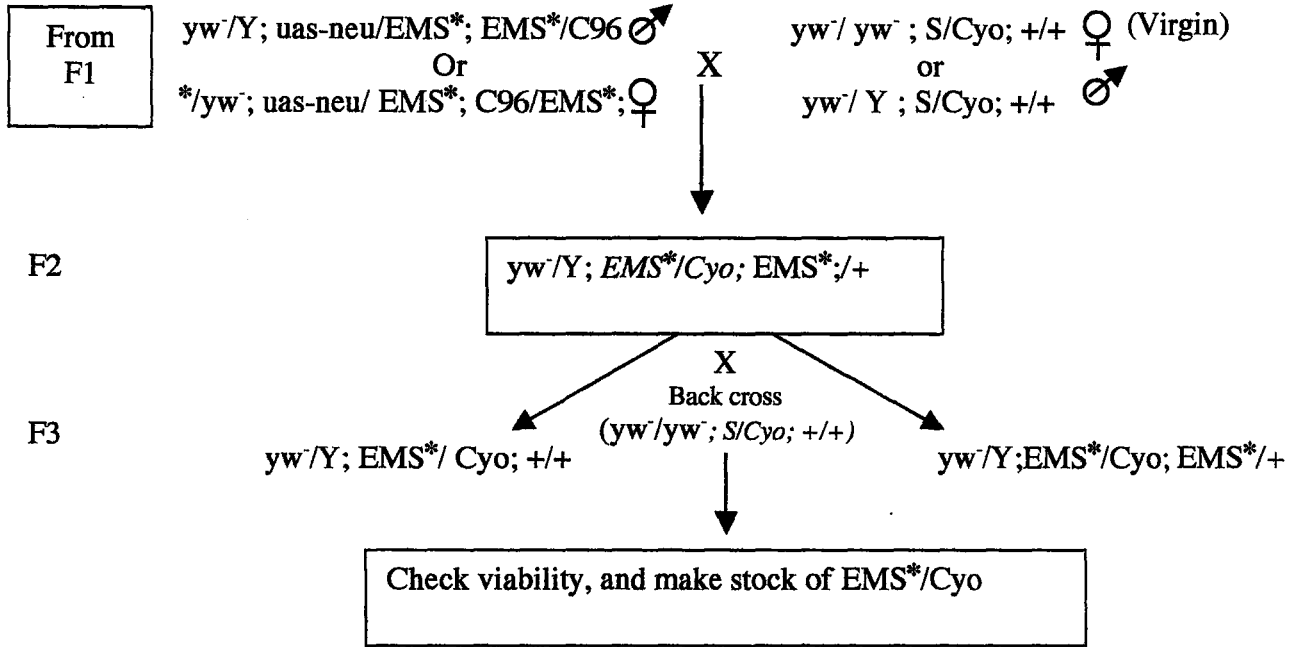 From
F1
yw⁻/Y; uas-neu/EMS*; EMS*/C96 ♂
Or
*/yw⁻; uas-neu/ EMS*; C96/EMS*; ♀
X
yw⁻/ yw⁻ ; S/Cyo; +/+ ♀ (Virgin)
or
yw⁻/ Y ; S/Cyo; +/+ ♂
F2
yw⁻/Y; EMS*/Cyo; EMS*;/+
X
Back cross
(yw⁻/yw⁻; S/Cyo; +/+)
F3
yw⁻/Y; EMS*/ Cyo; +/+
yw⁻/Y;EMS*/Cyo; EMS*/+
Check viability, and make stock of EMS*/Cyo